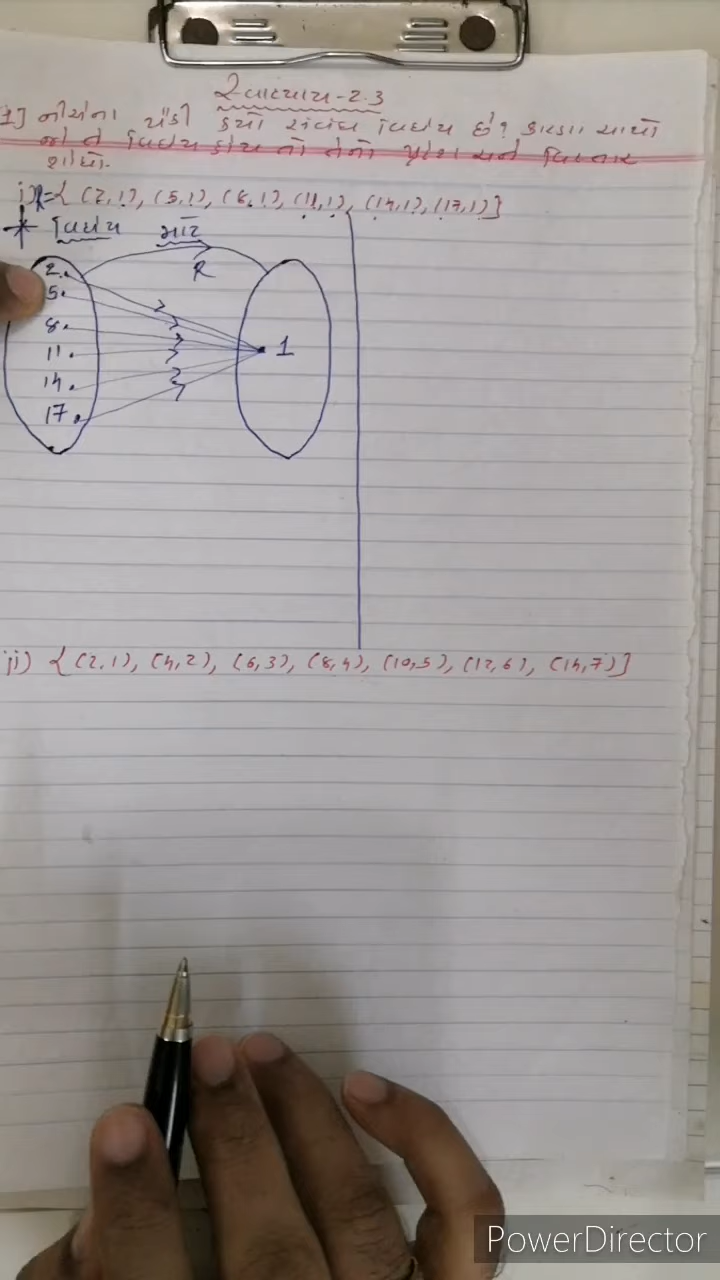 સ્વાધ્યાય-2.3
1] નીચેના પૈકી કયો સંબંધ વિધેય છે? કારણ આપો
જો તે વિધેય હોય તો તેનો પ્રદેશ અને વિસ્તાર
શોધો.
i) R={ (2,1), (5,1), (8,1), (11,1), (14,1), (17,1)}
* વિધેય માટે
R
2.
5.
8.
11.
14.
17.
1
ii) { (2,1), (4,2), (6,3), (8,4), (10,5), (12,6), (14,7)}
PowerDirector